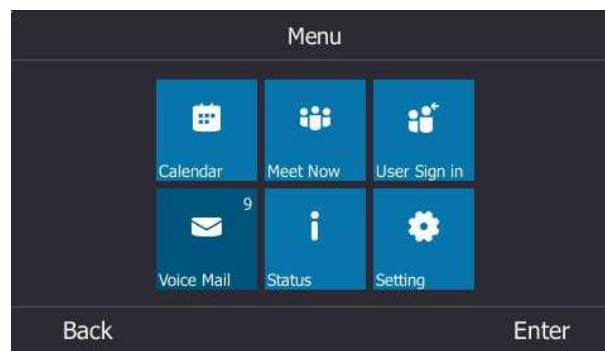 Menu
Calendar
Meet Now
User Sign in
9
Voice Mail
Status
Setting
Back
Enter